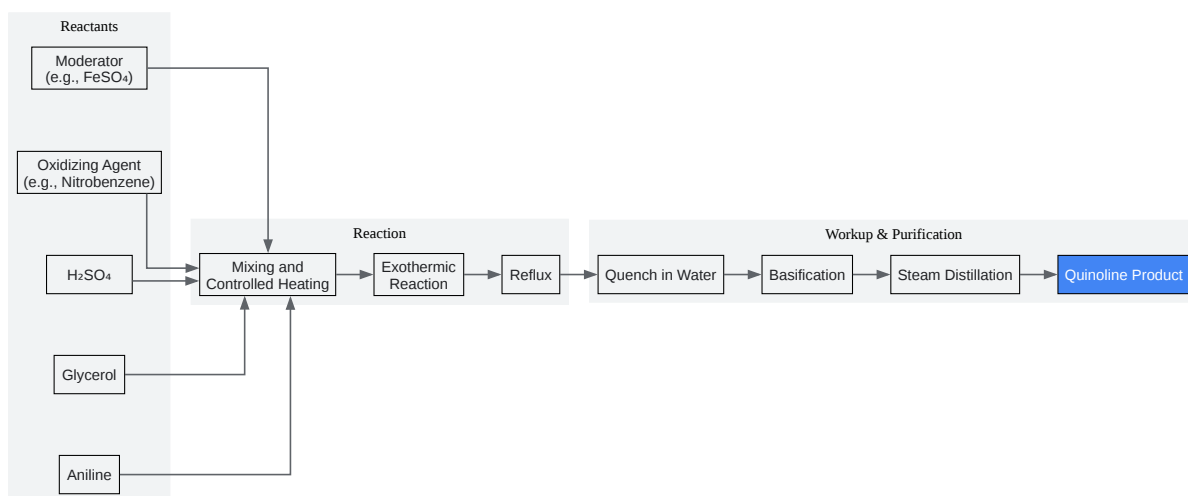 Reactants
Moderator
(e.g., FeSO₄)
Oxidizing Agent
(e.g., Nitrobenzene)
H₂SO₄
Glycerol
Aniline
Reaction
Mixing and
Controlled Heating
Exothermic
Reaction
Reflux
Workup & Purification
Quench in Water
Basification
Steam Distillation
Quinoline Product